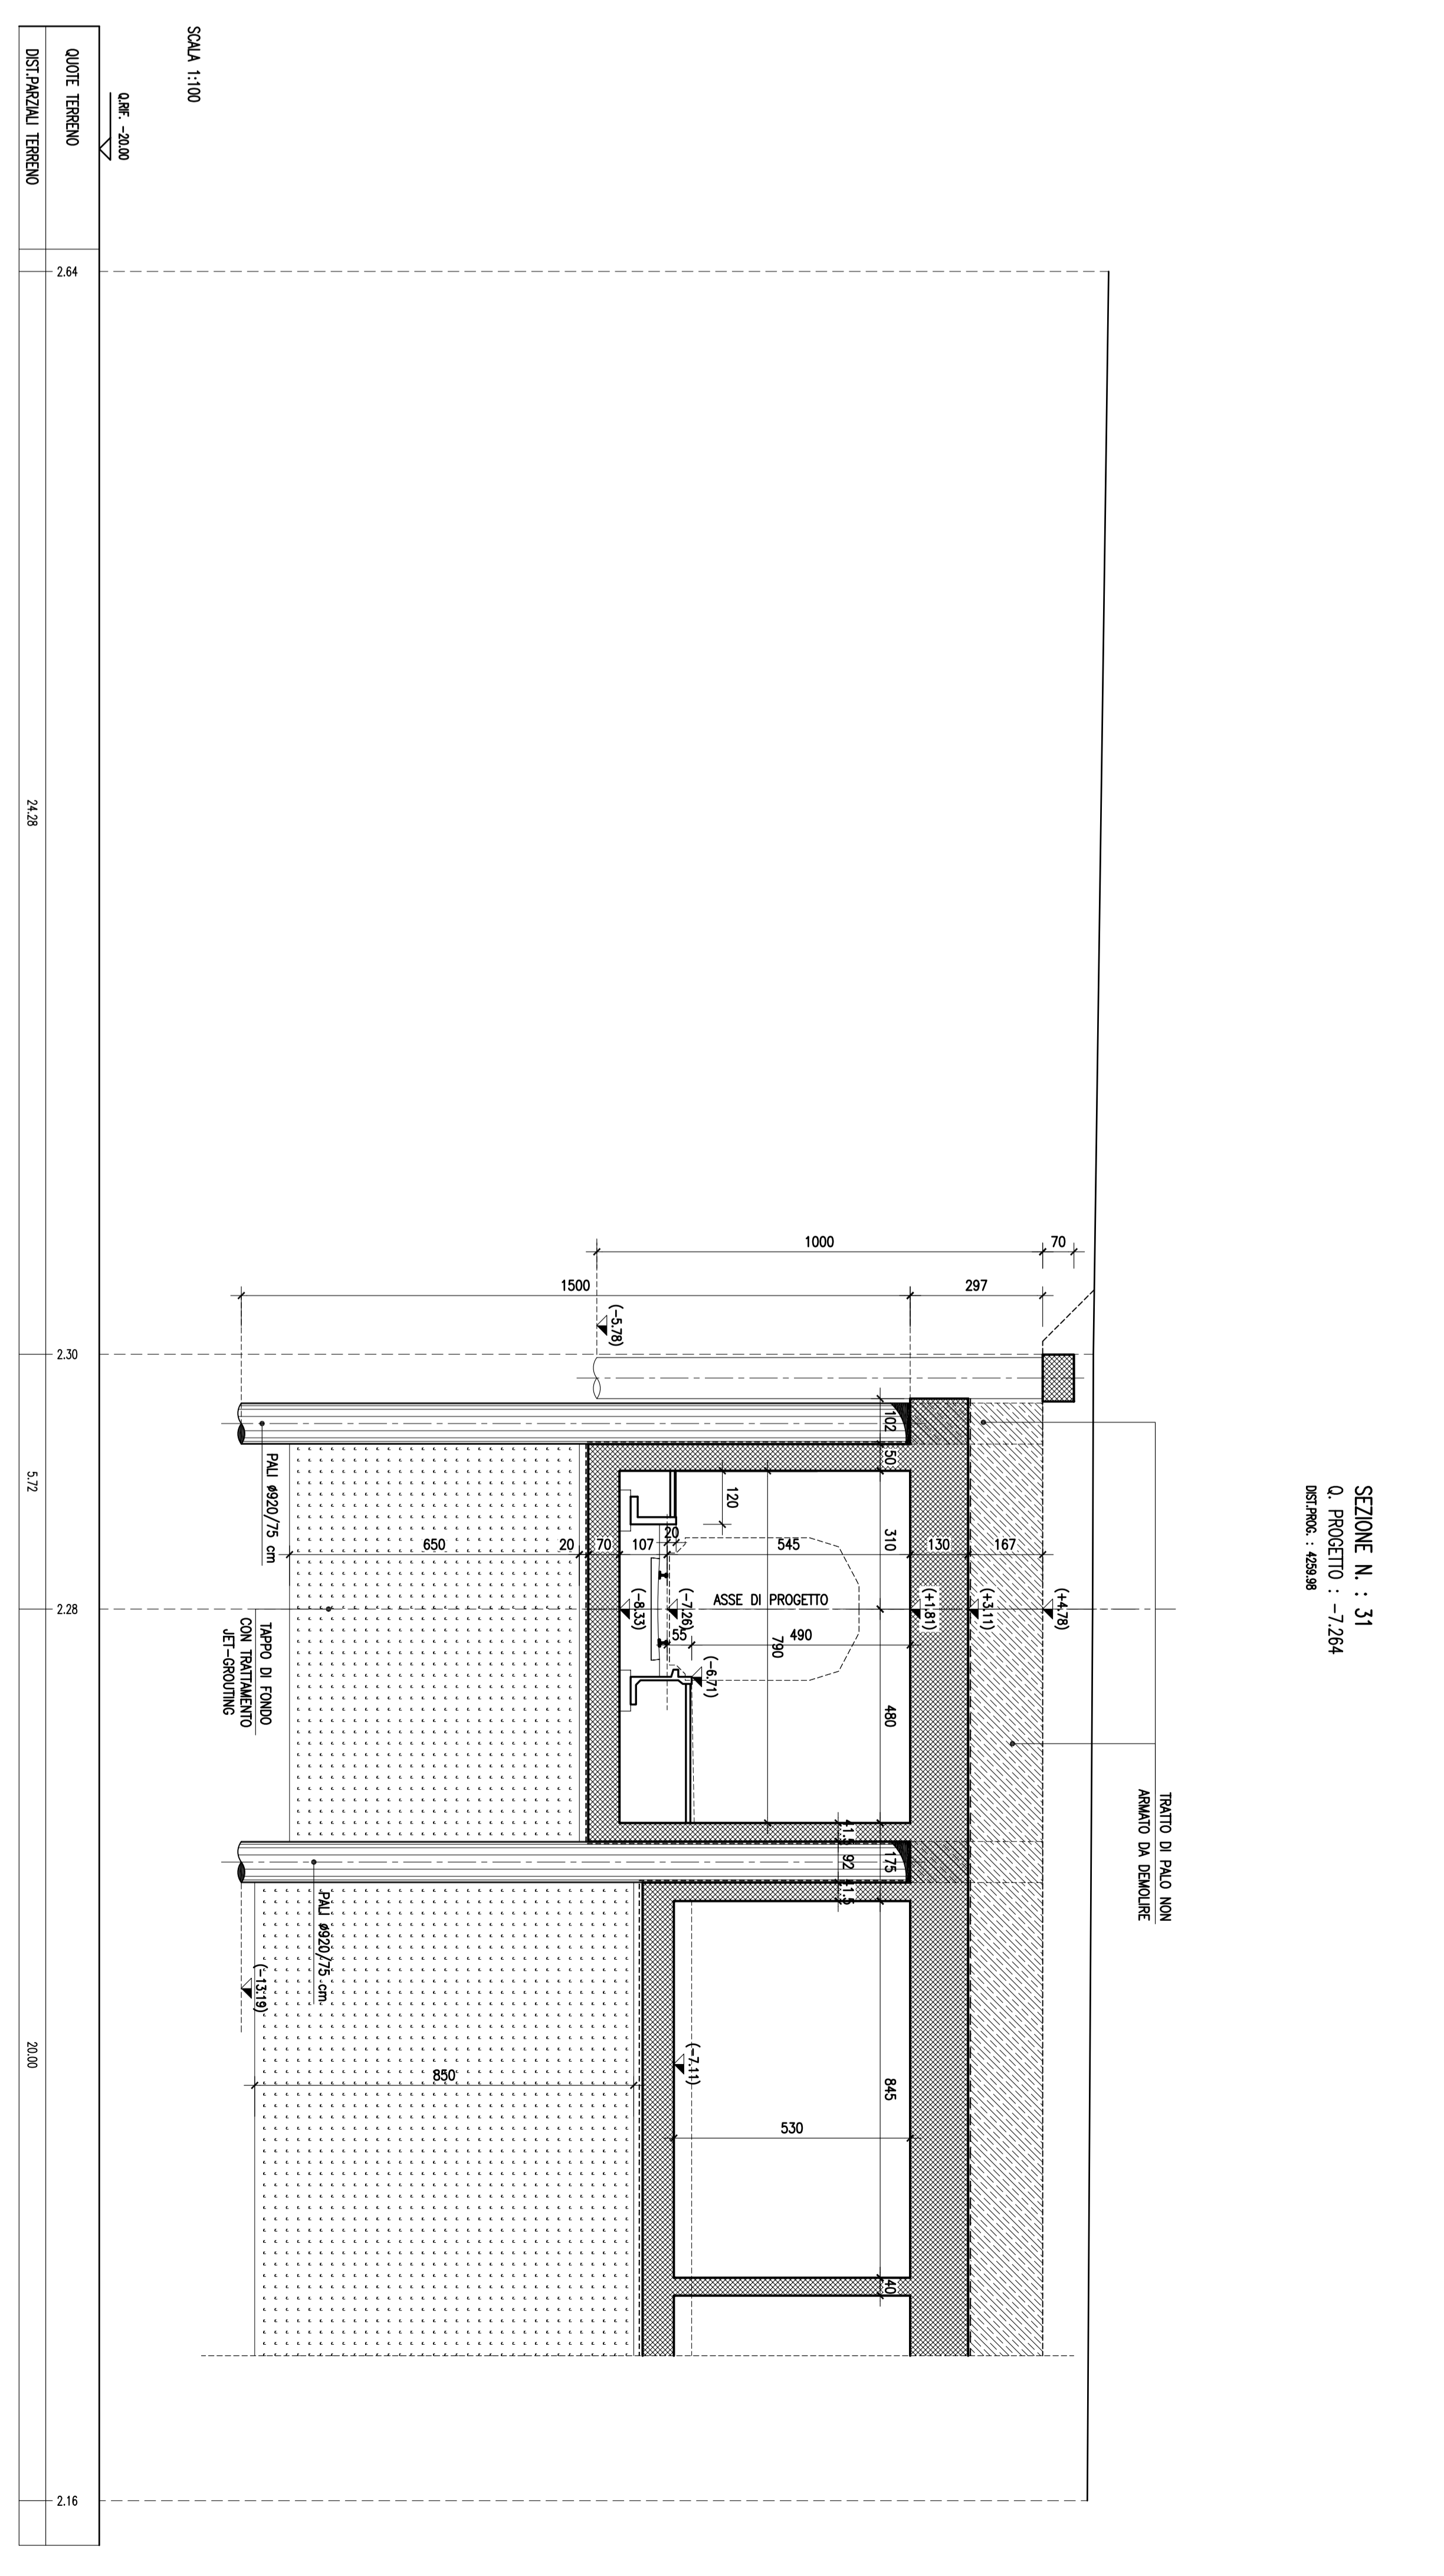 SEZIONE N. : 31
Q. PROGETTO : -7.264
DIST.PROG. : 4259.98
TRATTO DI PALO NON
ARMATO DA DEMOLIRE
(+4.78)
(+3.11)
(+1.81)
70
1000
297
1500
167
130
(-5.78)
102
50
310
480
175
845
40
545
490
790
ASSE DI PROGETTO
120
20
107
70
20
650
55
(-7.26)
(-8.33)
(-6.71)
41.5
92
41.5
(-7.11)
530
850
(-13.19)
PALI ø920/75 cm
PALI ø920/75 cm
TAPPO DI FONDO
CON TRATTAMENTO
JET-GROUTING
SCALA 1:100
Q.RIF. -20.00
QUOTE TERRENO
2.64
2.30
2.28
2.16
DIST.PARZIALI TERRENO
24.28
5.72
20.00